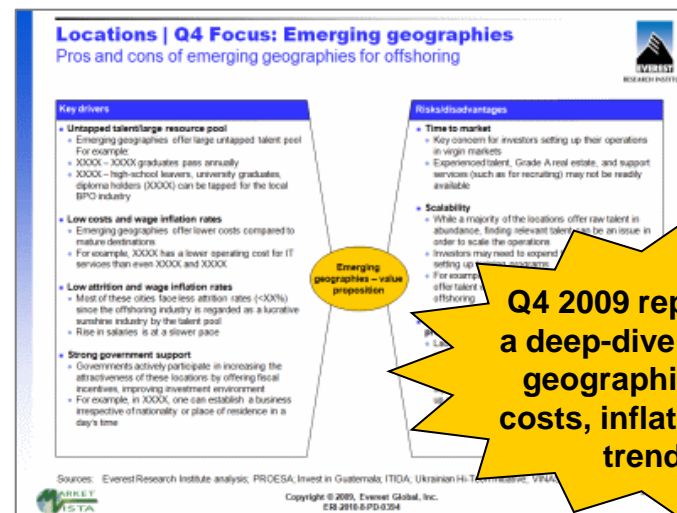 Locations | Q4 Focus: Emerging geographies
Pros and cons of emerging geographies for offshoring
EVEREST
RESEARCH INSTITU
Key drivers
Untapped talent/large resource pool
Emerging geographies offer large untapped talent pool
For example:
XXXX – XXXX graduates pass annually
XXXX – high-school leavers, university graduates,
diploma holders (XXXX) can be tapped for the local
BPO industry
Low costs and wage inflation rates
Emerging geographies offer lower costs compared to
mature destinations
For example, XXXX has a lower operating cost for IT
services than even XXXX and XXXX
Low attrition and wage inflation rates
Most of these cities face less attrition rates (<XX%)
since the offshoring industry is regarded as a lucrative
sunshine industry by the talent pool
Rise in salaries is at a slower pace
Strong government support
Governments actively participate in increasing the
attractiveness of these locations by offering fiscal
incentives, improving investment environment
For example, in XXXX, one can establish a business
irrespective of nationality or place of residence in a
day's time
Emerging
geographies – value
proposition
Risks/disadvantages
Time to market
Key concern for investors setting up their operations
in virgin markets
Experienced talent, Grade A real estate, and support
services (such as for recruiting) may not be readily
available
Scalability
While a majority of the locations offer raw talent in
abundance, finding relevant talent can be an issue in
order to scale the operations
Investors may need to expend
setting up training programs
For examp
offer talent
offshoring
Q4 2009 rep
a deep-dive
geographi
costs, inflat
trend
Sources: Everest Research Institute analysis; PROESA; Invest in Guatemala; ITIDA; Ukrainian Hi-Tech Initiative; VINA
MARKET
VISTA
Copyright © 2009, Everest Global, Inc.
ERI-2010-8-PD-0394